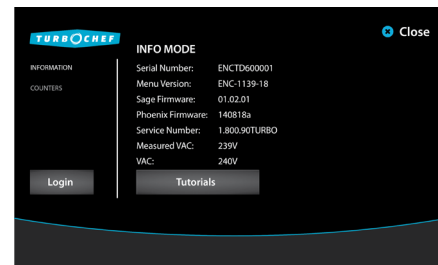 TURBOCHEF
Close
INFO MODE
INFORMATION
COUNTERS
Serial Number: ENCTD600001
Menu Version: ENC-1139-18
Sage Firmware: 01.02.01
Phoenix Firmware: 140818a
Service Number: 1.800.90TURBO
Measured VAC: 239V
VAC: 240V
Login
Tutorials